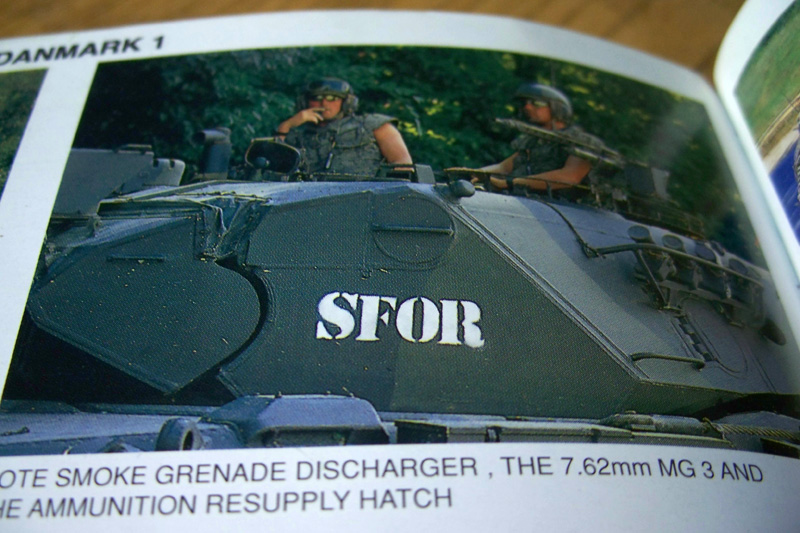 DANMARK 1
SFOR
OTE SMOKE GRENADE DISCHARGER , THE 7.62mm MG 3 AND
HE AMMUNITION RESUPPLY HATCH